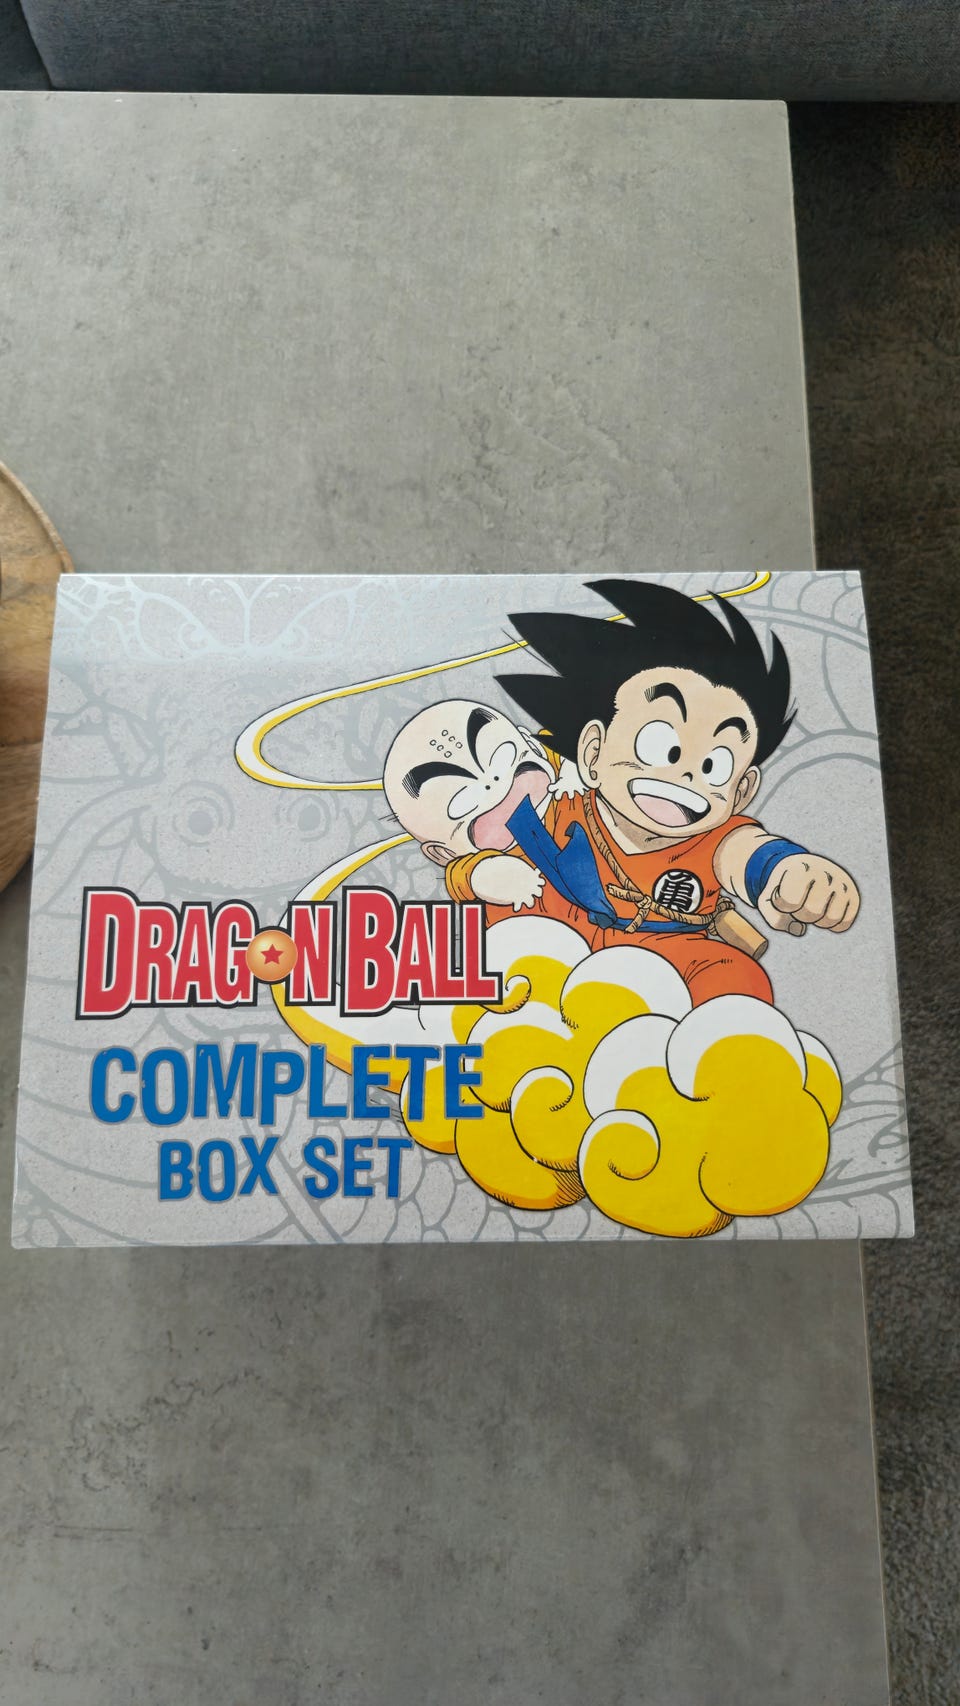 DRAGON BALL
COMPLETE
BOX SET
亀